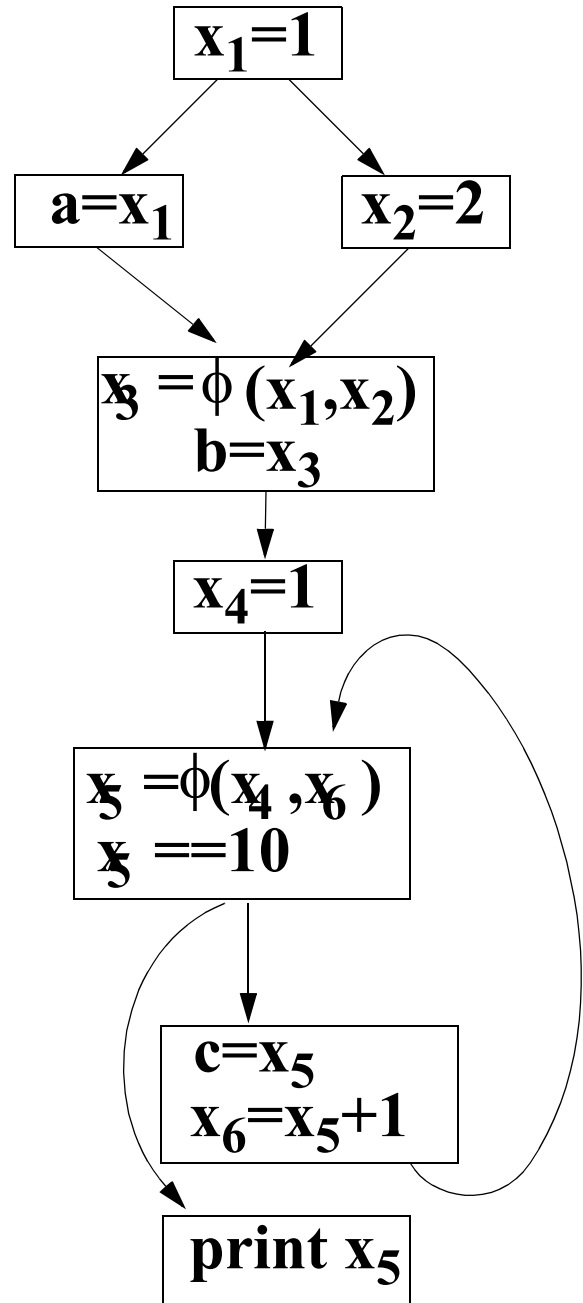 x₁=1
a=x₁
x₂=2
x₃ =ϕ (x₁,x₂)
b=x₃
x₄=1
x₅ =ϕ(x₄ ,x₆ )
x₅ ==10
c=x₅
x₆=x₅+1
print x₅